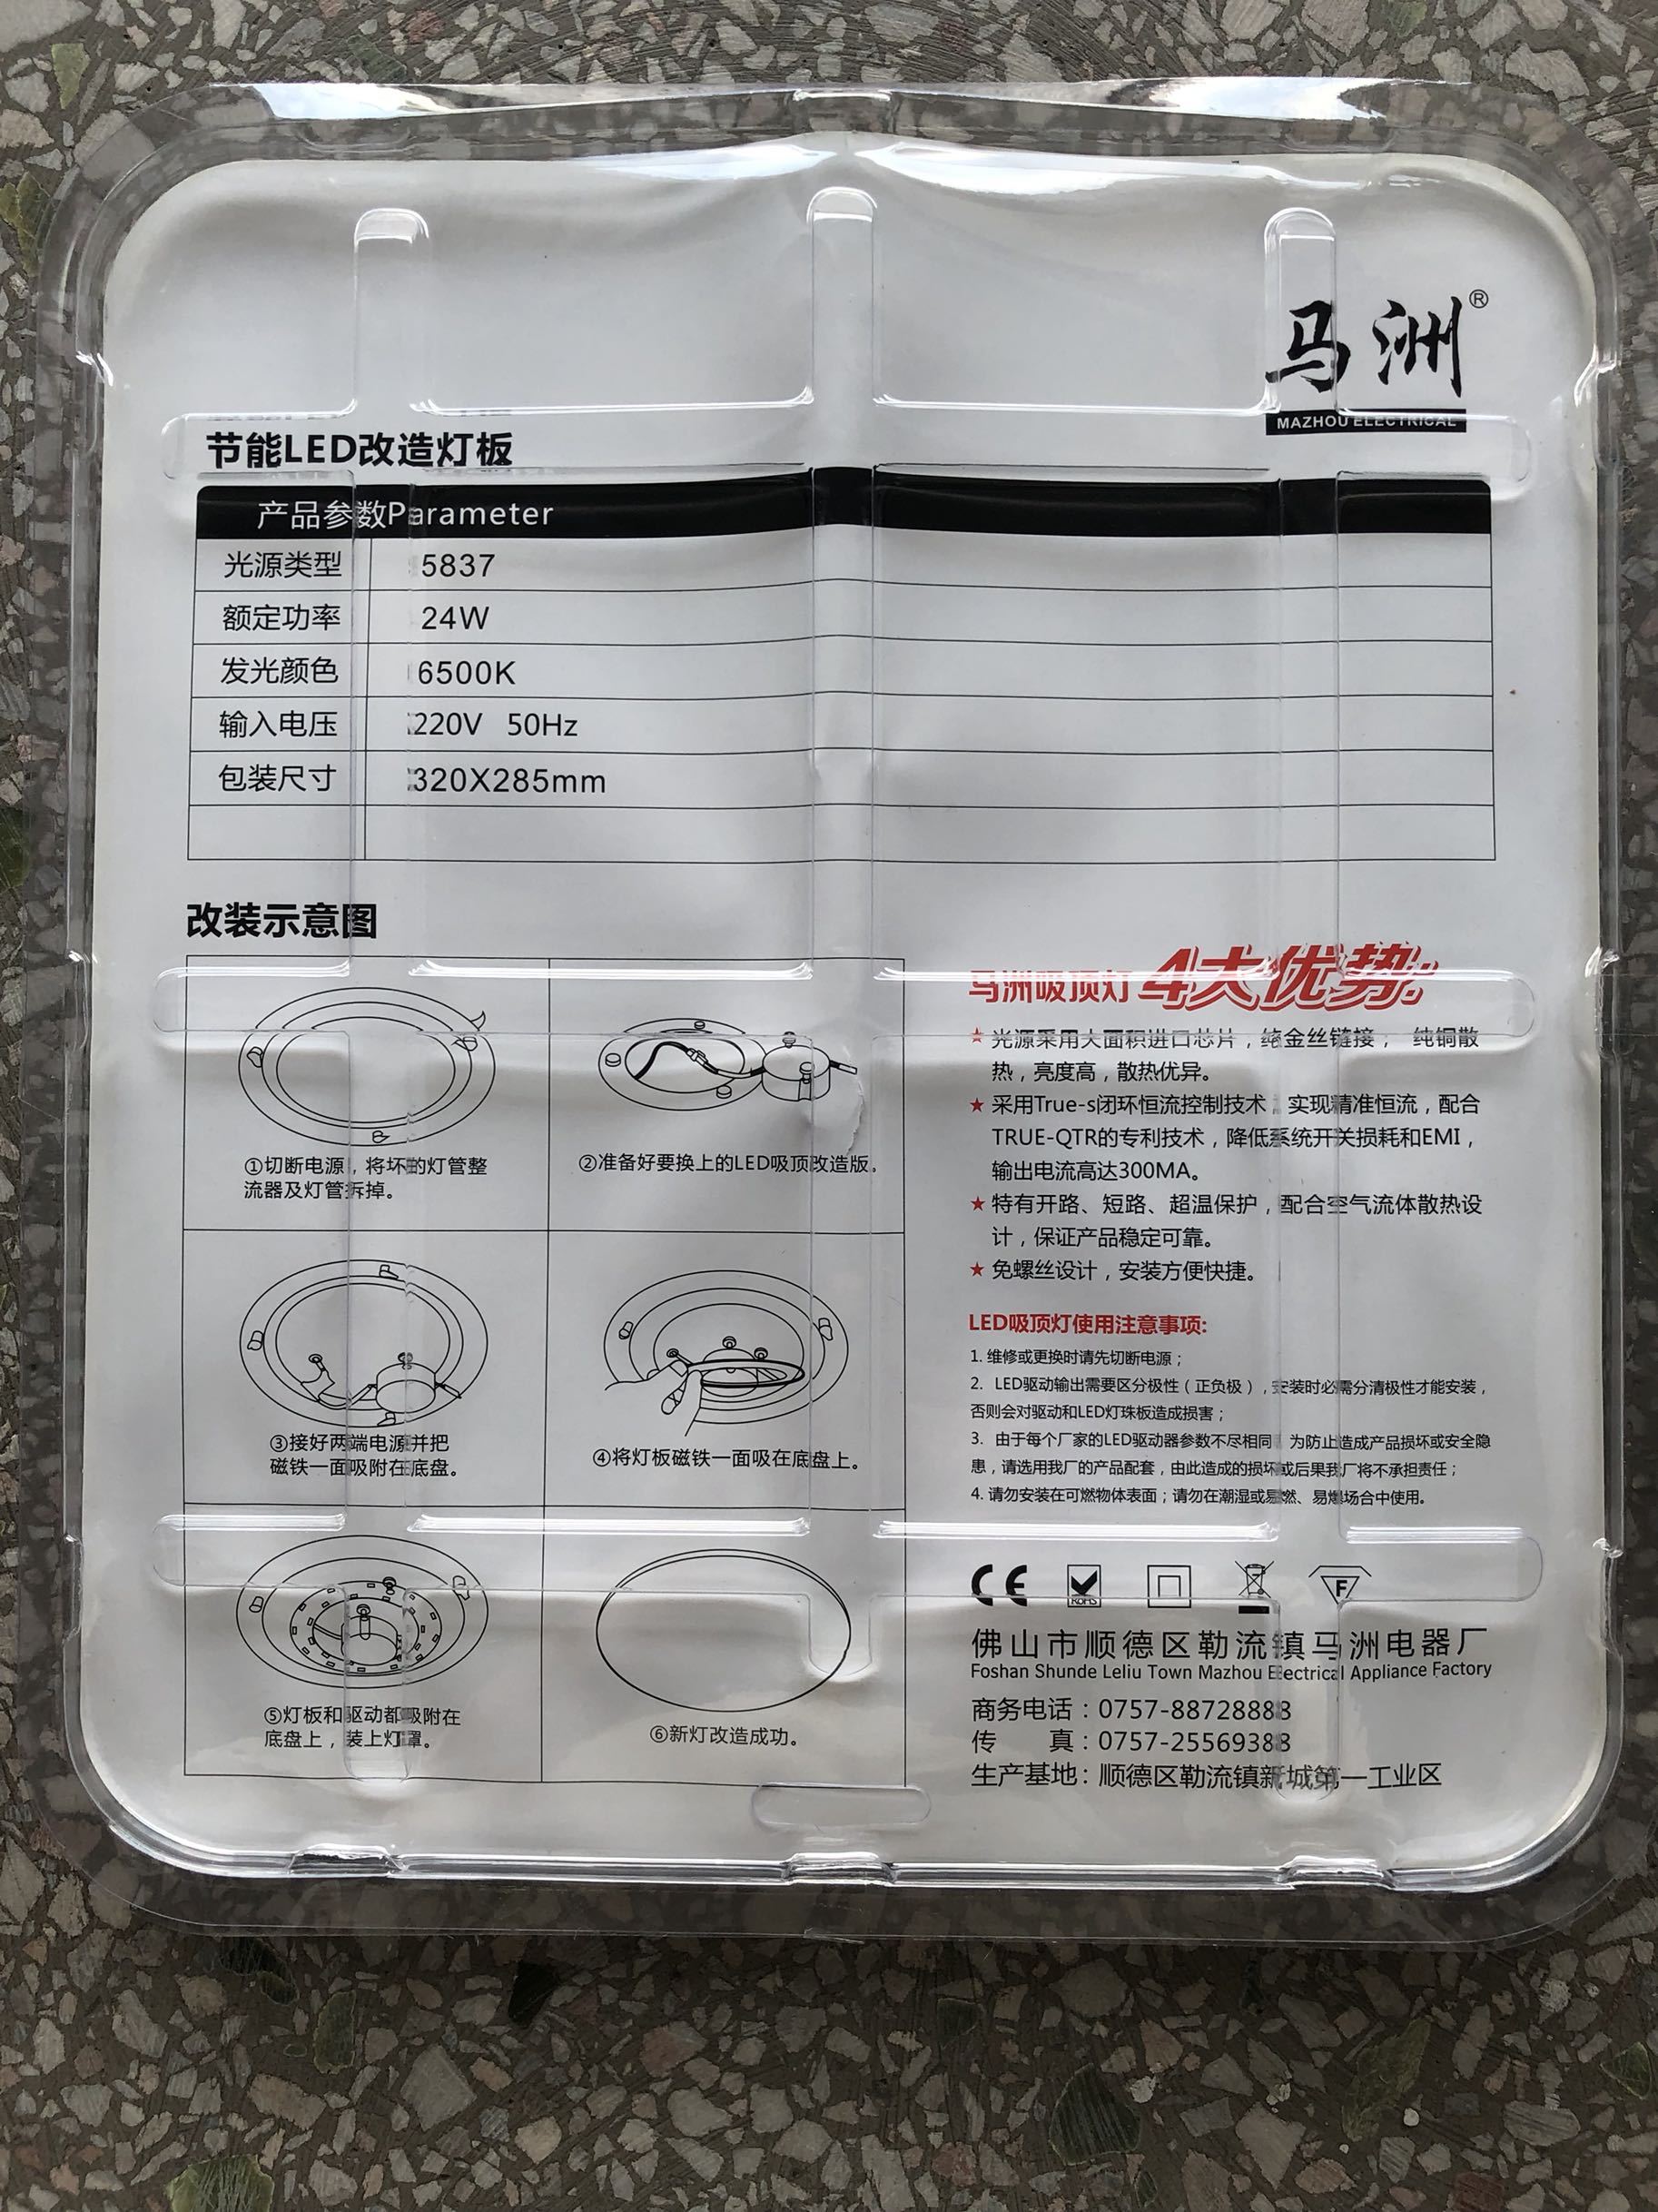 马洲®
MAZHOU ELECTRICAL
节能LED改造灯板
产品参数Parameter
光源类型 5837
额定功率 24W
发光颜色 6500K
输入电压 220V 50Hz
包装尺寸 320X285mm
改装示意图
①切断电源，将坏的灯管整
流器及灯管拆掉。
②准备好要换上的LED吸顶改造版。
③接好两端电源并把
磁铁一面吸附在底盘。
④将灯板磁铁一面吸在底盘上。
⑤灯板和驱动都吸附在
底盘上，装上灯罩。
⑥新灯改造成功。
马洲吸顶灯4大优势:
★ 光源采用大面积进口芯片，纯金丝链接； 纯铜散
热，亮度高，散热优异。
★ 采用True-s闭环恒流控制技术，实现精准恒流，配合
TRUE-QTR的专利技术，降低系统开关损耗和EMI，
输出电流高达300MA。
★ 特有开路、短路、超温保护，配合空气流体散热设
计，保证产品稳定可靠。
★ 免螺丝设计，安装方便快捷。
LED吸顶灯使用注意事项:
1. 维修或更换时请先切断电源；
2. LED驱动输出需要区分极性（正负极），安装时必需分清极性才能安装，
否则会对驱动和LED灯珠板造成损害；
3. 由于每个厂家的LED驱动器参数不尽相同，为防止造成产品损坏或安全隐
患，请选用我厂的产品配套，由此造成的损坏或后果我厂将不承担责任；
4. 请勿安装在可燃物体表面；请勿在潮湿或易燃、易爆场合中使用。
CE ROHS F
佛山市顺德区勒流镇马洲电器厂
Foshan Shunde Leliu Town Mazhou Electrical Appliance Factory
商务电话：0757-88728888
传 真：0757-25569388
生产基地：顺德区勒流镇新城第一工业区